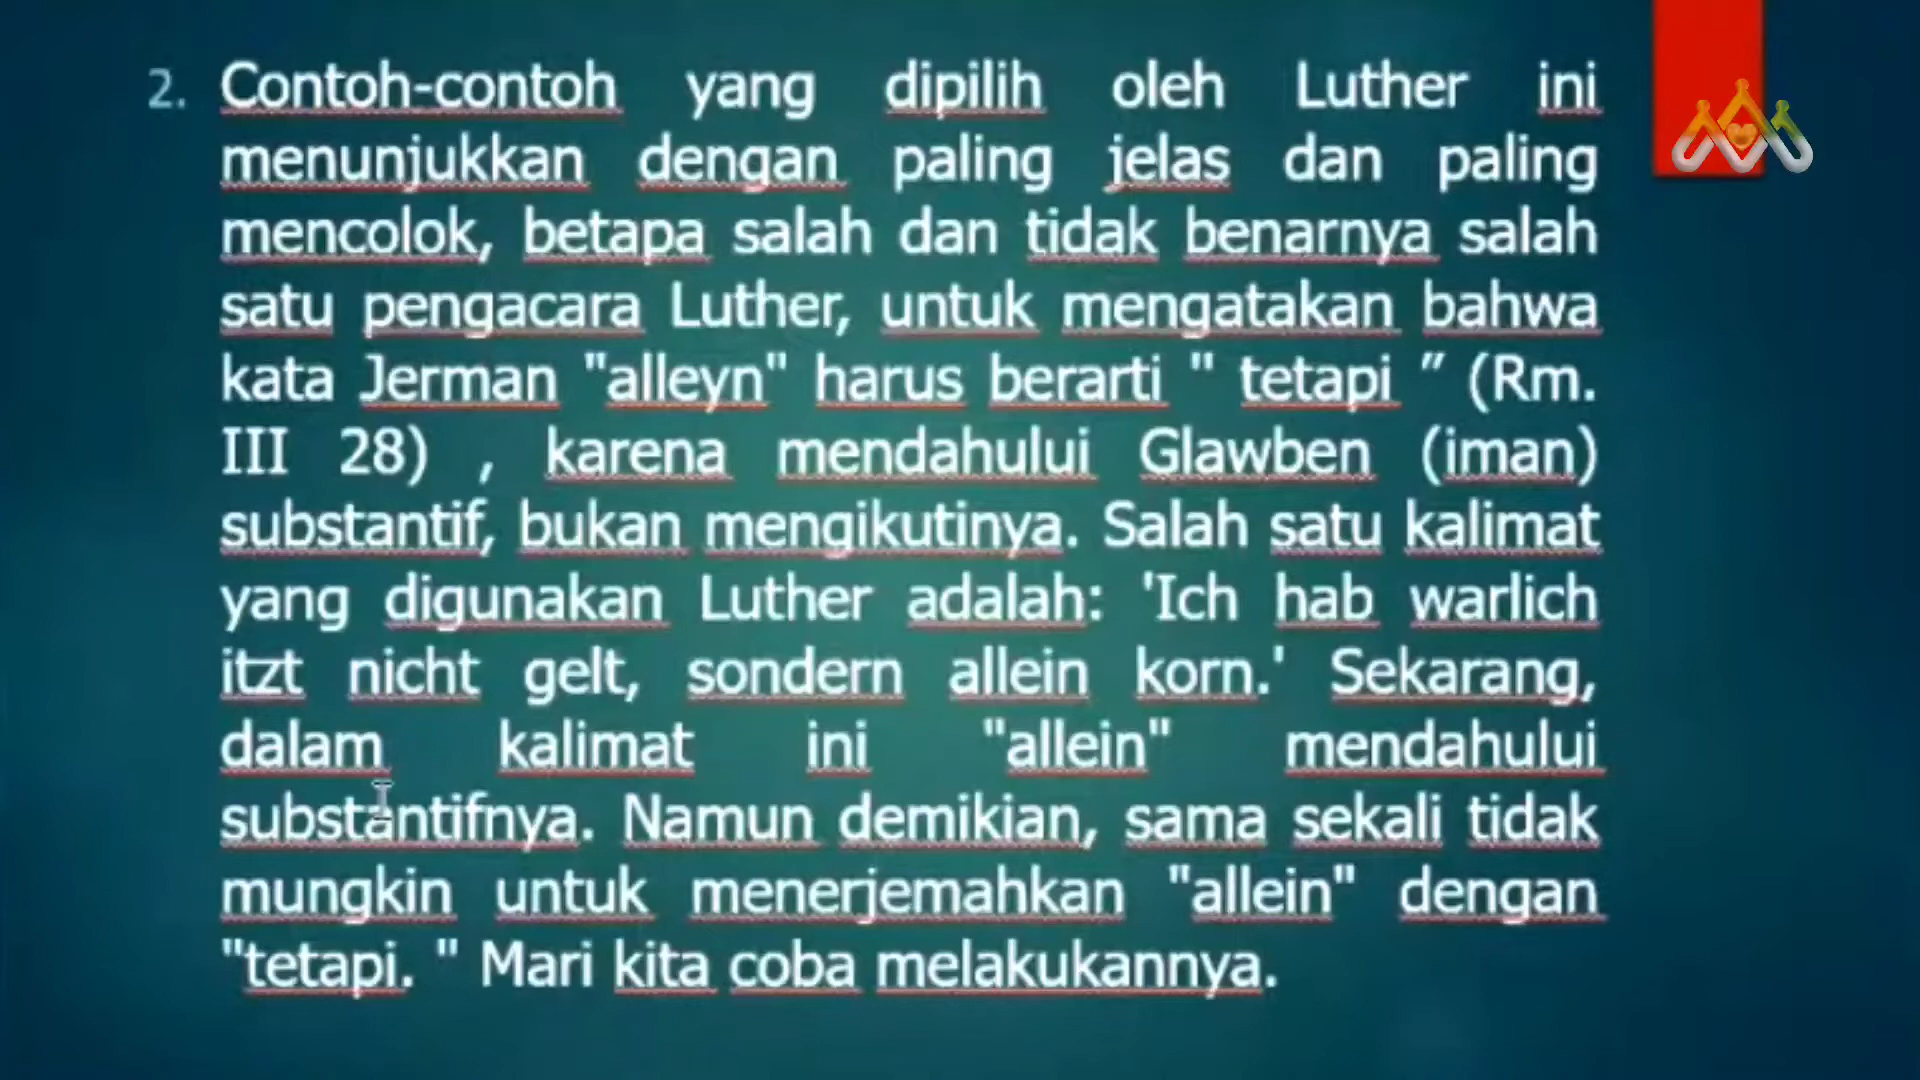 2. Contoh-contoh yang dipilih oleh Luther ini
menunjukkan dengan paling jelas dan paling
mencolok, betapa salah dan tidak benarnya salah
satu pengacara Luther, untuk mengatakan bahwa
kata Jerman "alleyn" harus berarti " tetapi ” (Rm.
III 28) , karena mendahului Glawben (iman)
substantif, bukan mengikutinya. Salah satu kalimat
yang digunakan Luther adalah: 'Ich hab warlich
itzt nicht gelt, sondern allein korn.' Sekarang,
dalam kalimat ini "allein" mendahului
substantifnya. Namun demikian, sama sekali tidak
mungkin untuk menerjemahkan "allein" dengan
"tetapi. " Mari kita coba melakukannya.